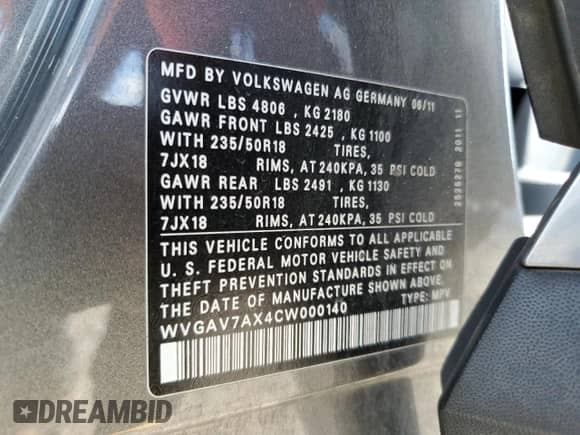 MFD BY VOLKSWAGEN AG GERMANY 06/11
GVWR LBS 4806 , KG 2180
GAWR FRONT LBS 2425 , KG 1100
WITH 235/50R18 TIRES,
7JX18 RIMS, AT 240KPA, 35 PSI COLD
GAWR REAR LBS 2491 , KG 1130
WITH 235/50R18 TIRES,
7JX18 RIMS, AT 240KPA, 35 PSI COLD
THIS VEHICLE CONFORMS TO ALL APPLICABLE
U. S. FEDERAL MOTOR VEHICLE SAFETY AND
THEFT PREVENTION STANDARDS IN EFFECT ON
THE DATE OF MANUFACTURE SHOWN ABOVE.
WVGAV7AX4CW000140 TYPE: MPV
2535270 2011 11
DREAMBID